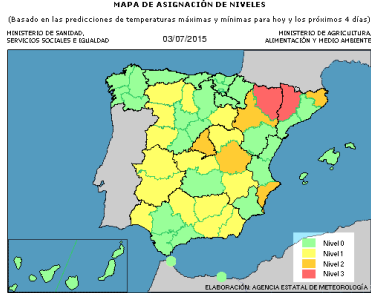 MAPA DE ASIGNACIÓN DE NIVELES
(Basado en las predicciones de temperaturas máximas y mínimas para hoy y los próximos 4 días)
MINISTERIO DE SANIDAD,
SERVICIOS SOCIALES E IGUALDAD
03/07/2015
MINISTERIO DE AGRICULTURA,
ALIMENTACIÓN Y MEDIO AMBIENTE
Nivel 0
Nivel 1
Nivel 2
Nivel 3
ELABORACIÓN: AGENCIA ESTATAL DE METEOROLOGÍA